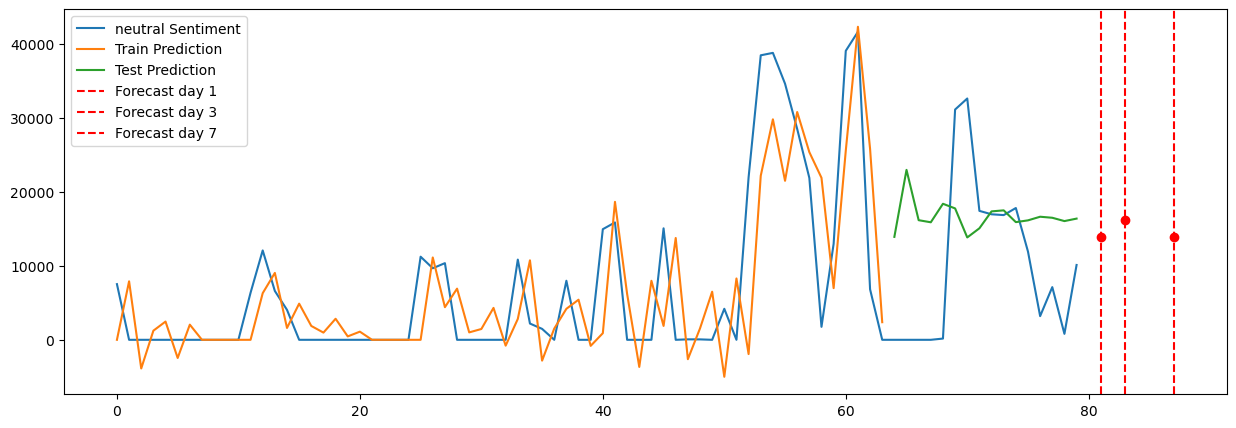 neutral Sentiment
Train Prediction
Test Prediction
Forecast day 1
Forecast day 3
Forecast day 7
40000
30000
20000
10000
0
0 20 40 60 80